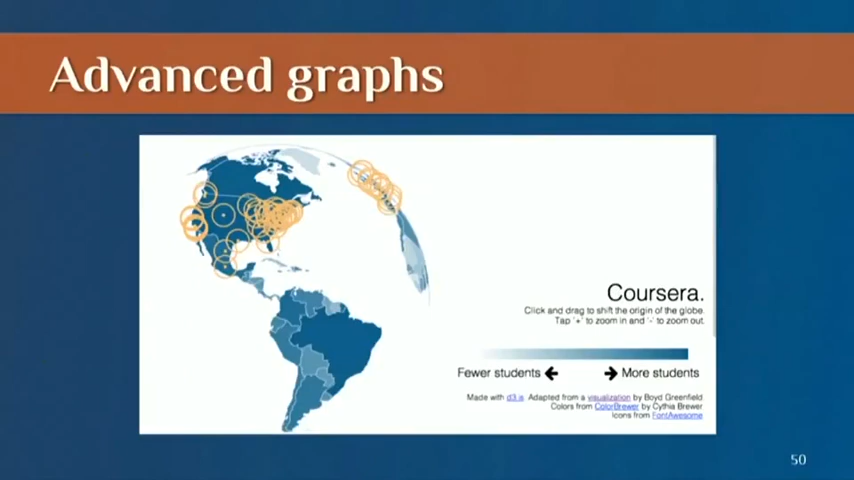 Advanced graphs
Coursera.
Click and drag to shift the origin of the globe.
Tap '+' to zoom in and '-' to zoom out.
Fewer students
More students
Made with d3.js. Adapted from a visualization by Boyd Greenfield
Colors from ColorBrewer by Cythia Brewer
Icons from FontAwesome
50